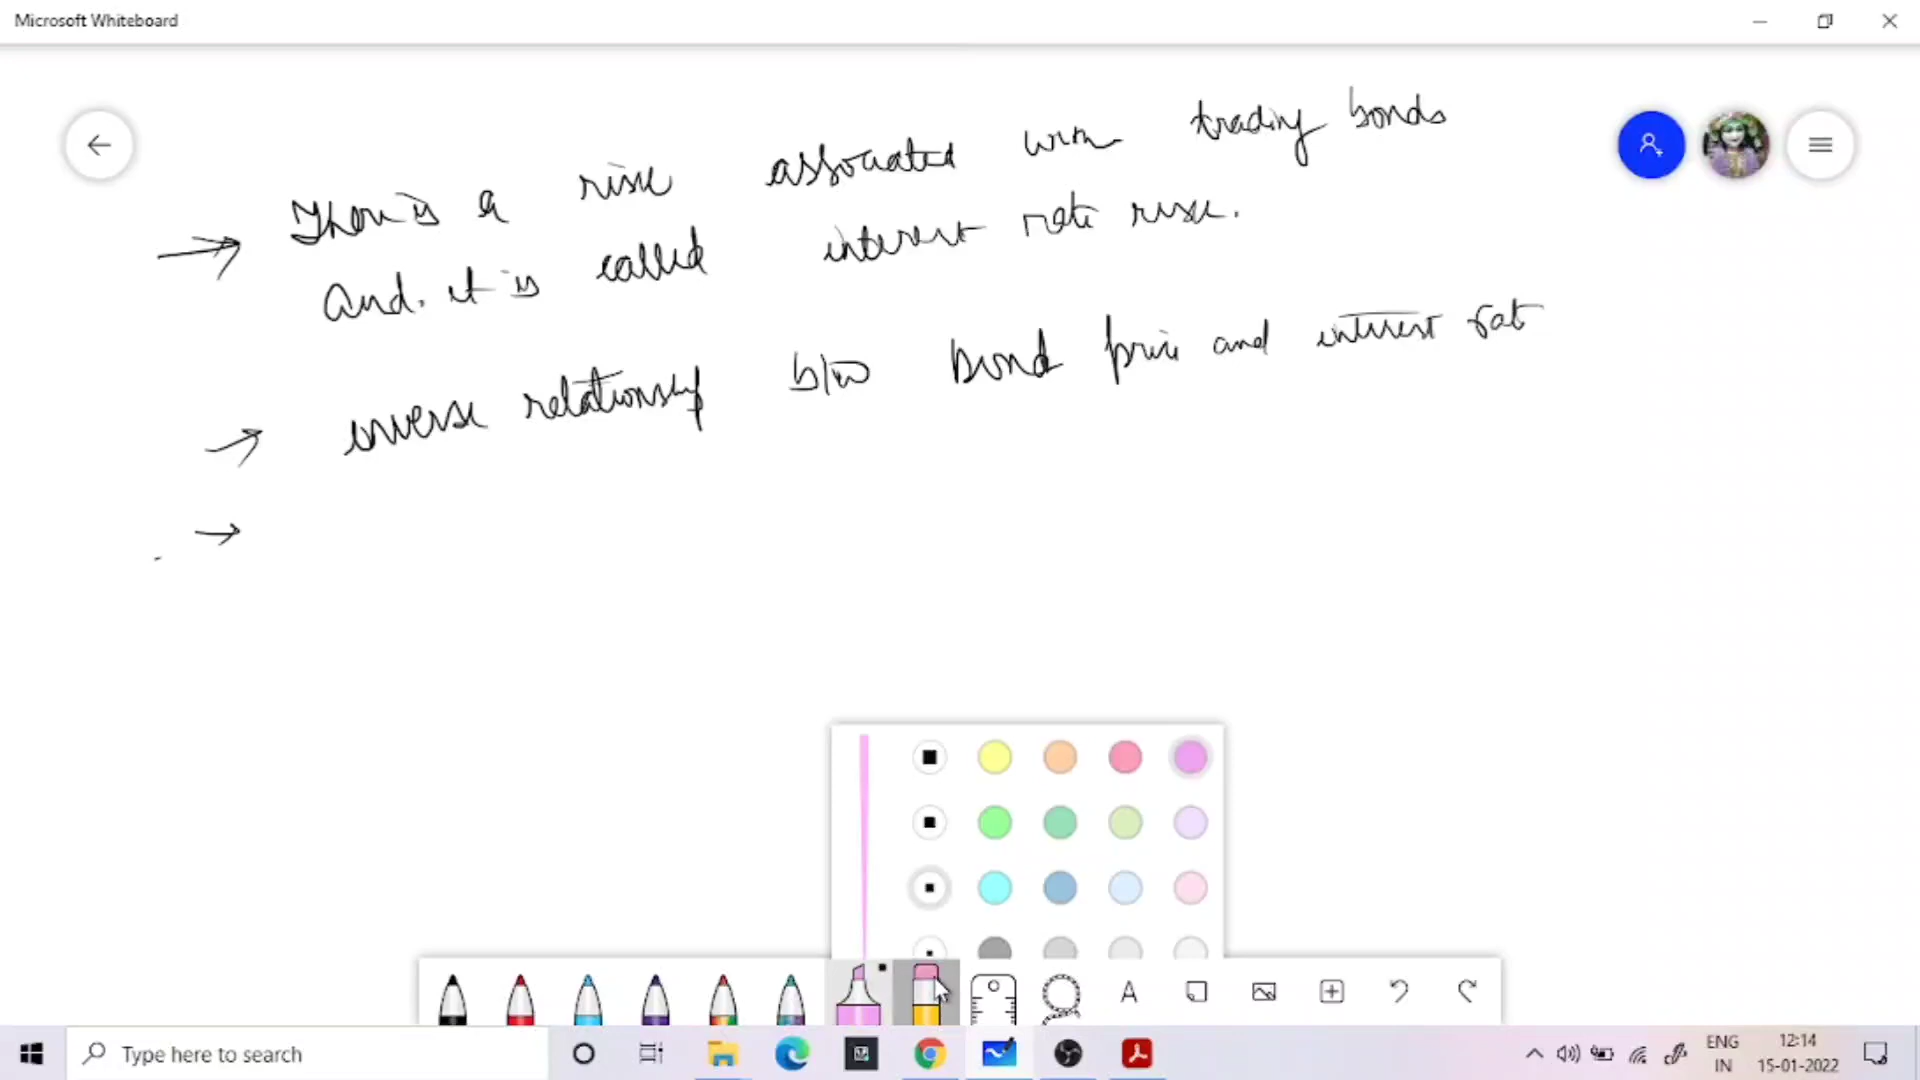 Microsoft Whiteboard
→ There is a risk associated with trading bonds
And. it is called interest rate risk.
→ inverse relationship b/w Bond price and interest rat
→
A
Type here to search
ENG
IN
12:14
15-01-2022